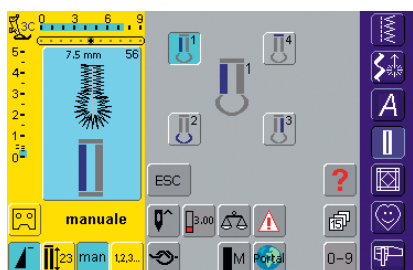 3C 0 3 6 9
5-
4-
3-
2-
1-
0
7.5 mm 56
1
4
1
2
3
A
ESC
?
manuale
3.00
15
23
man
1,2,3...
M
Portal
0-9